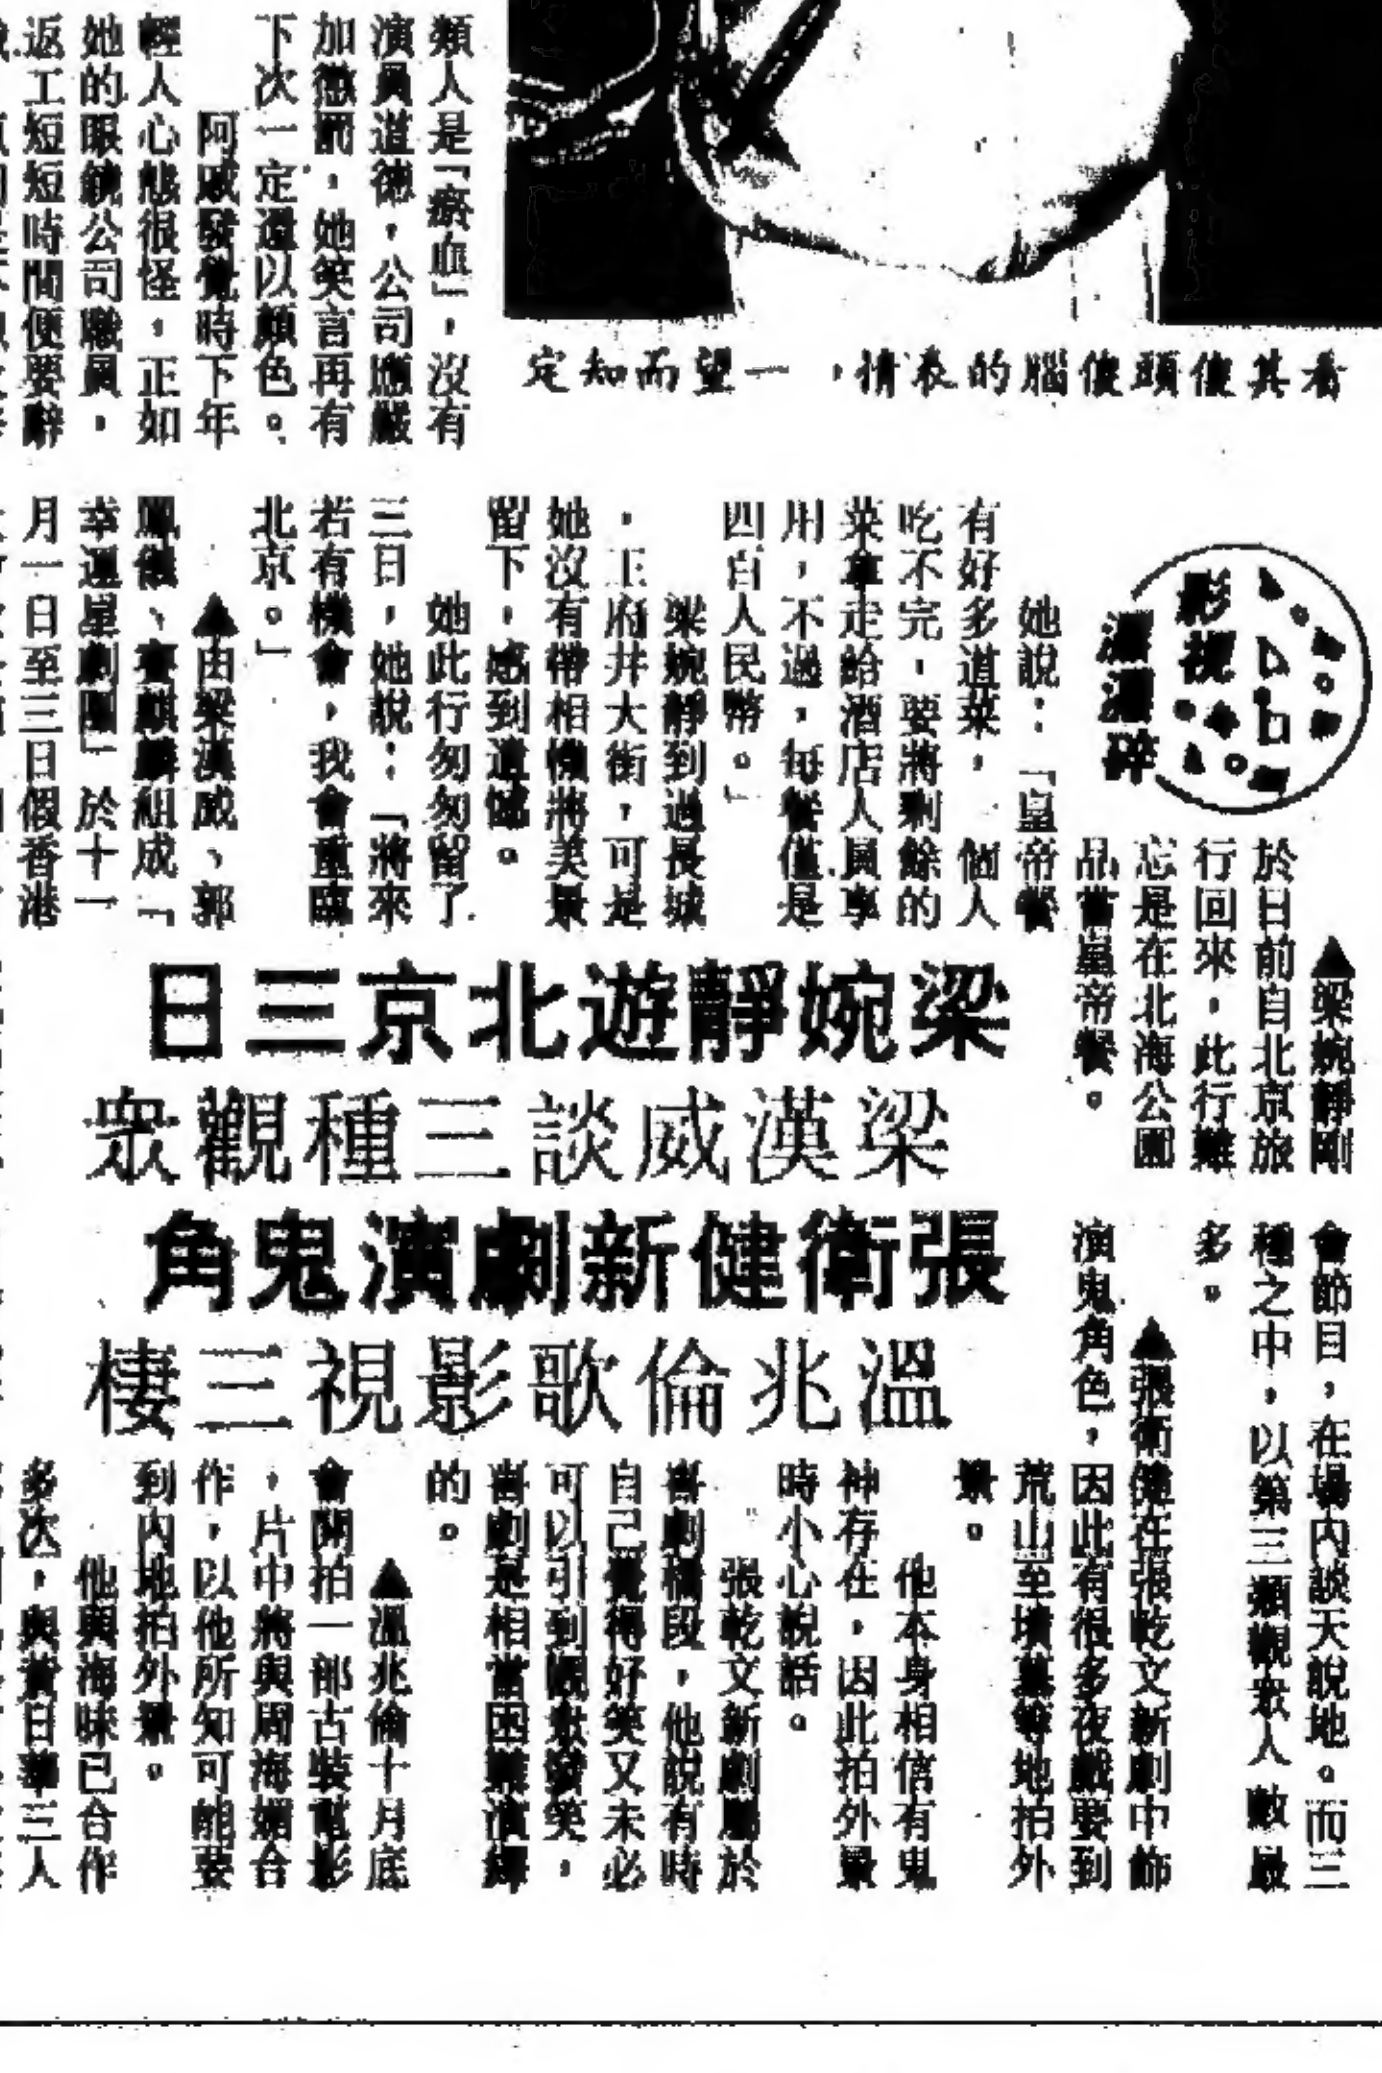 看其傻頭傻腦的表情，一望而知定
類人是「瘀血」，沒有
演員道德，公司應嚴
加懲罰，她笑言再有
下次一定還以顏色。
阿威發覺時下年
輕人心態很怪，正如
她的眼鏡公司職員，
返工短短時間便要辭
影視
濕濕碎
梁婉靜遊北京三日
梁漢威談三種觀眾
張衛健新劇演鬼角
溫兆倫歌影視三棲
▲梁婉靜剛
於日前自北京旅
行回來，此行難
忘是在北海公園
品嘗皇帝餐。
她說：「皇帝餐
有好多道菜，個人
吃不完，要將剩餘的
菜拿走給酒店人員享
用，不過，每餐僅是
四百人民幣。」
梁婉靜到過長城
，王府井大街，可是
她沒有帶相機將美景
留下，感到遺憾。
她此行匆匆留了
三日，她說：「將來
若有機會，我會重臨
北京。」
▲由梁漢威、郭
鳳儀、賽麒麟組成「
幸運星劇團」於十一
月一日至三日假香港
會節目，在場內談天說地。而三
種之中，以第三類觀眾人數最
多。
▲張衛健在張乾文新劇中飾
演鬼角色，因此有很多夜戲要到
荒山至墳墓等地拍外
景。
他本身相信有鬼
神存在，因此拍外景
時小心說話。
張乾文新劇屬於
喜劇橋段，他說有時
自己覺得好笑又未必
可以引到觀眾發笑，
喜劇是相當困難演繹
的。
▲溫兆倫十月底
會開拍一部古裝電影
，片中將與周海媚合
作，以他所知可能要
到內地拍外景。
他與海味已合作
多次，與黃日華三人